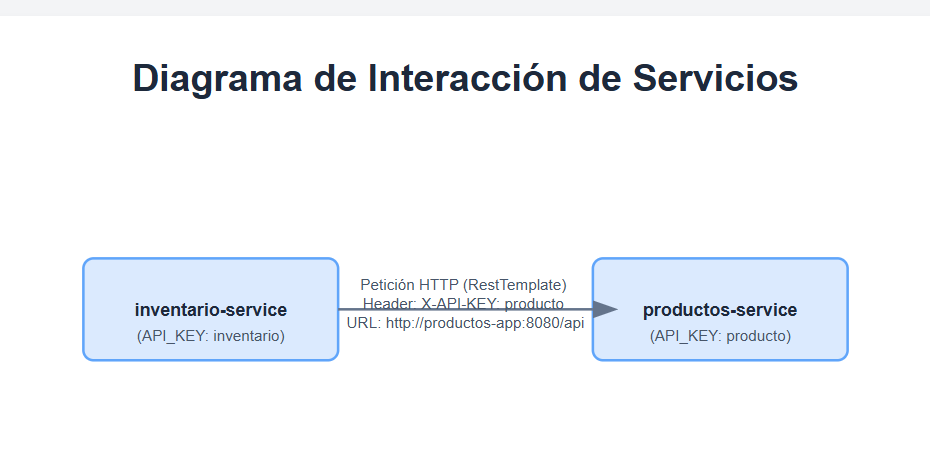 Diagrama de Interacción de Servicios
Petición HTTP (RestTemplate)
Header: X-API-KEY: producto
URL: http://productos-app:8080/api
inventario-service
(API_KEY: inventario)
productos-service
(API_KEY: producto)